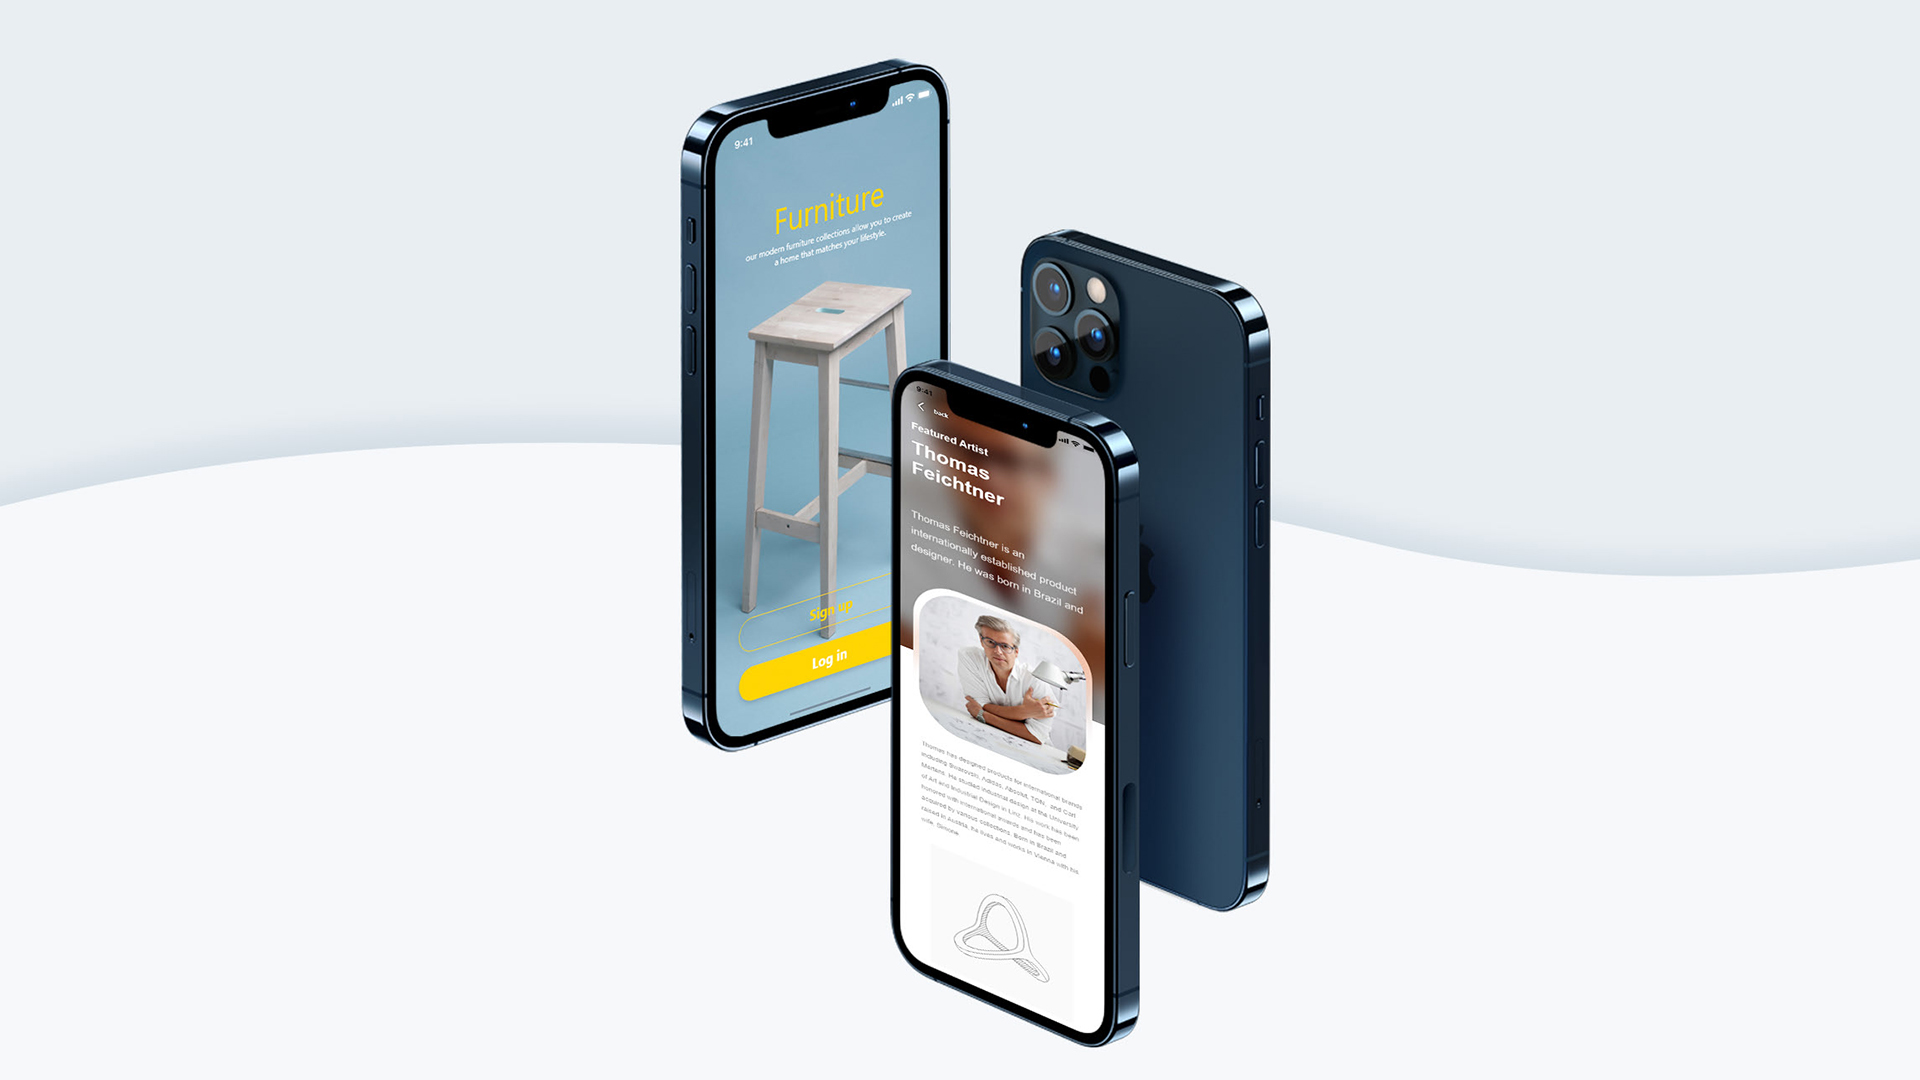 9:41
Furniture
our modern furniture collections allow you to create
a home that matches your lifestyle.
Sign up
Log in
9:41
back
Featured Artist
Thomas
Feichtner
Thomas Feichtner is an
internationally established product
designer. He was born in Brazil and
Thomas has designed products for international brands
including Swarovski, Adidas, Absolut, TON, and Carl
Mertens. He studied industrial design at the University
of Art and Industrial Design in Linz. His work has been
honored with international awards and has been
acquired by various collections. Born in Brazil and
raised in Austria, he lives and works in Vienna with his
wife, Simone.